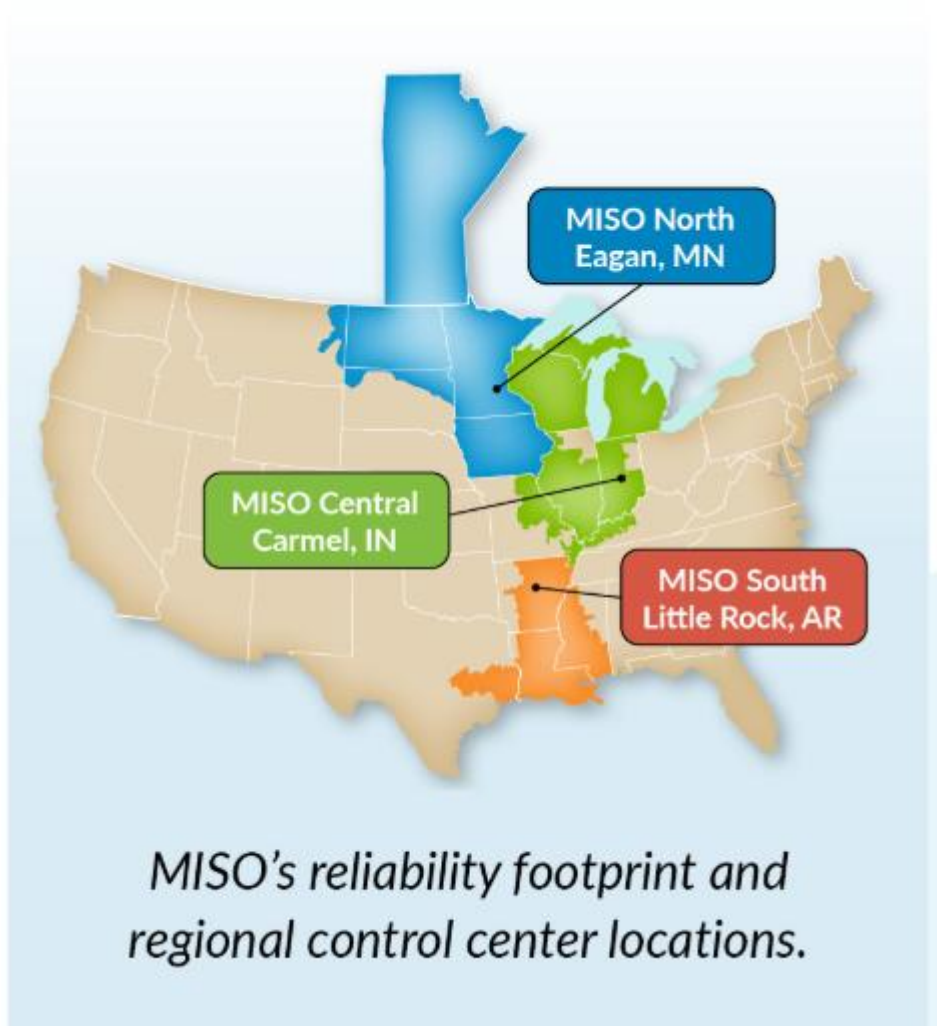 MISO North
Eagan, MN
MISO Central
Carmel, IN
MISO South
Little Rock, AR
MISO’s reliability footprint and
regional control center locations.